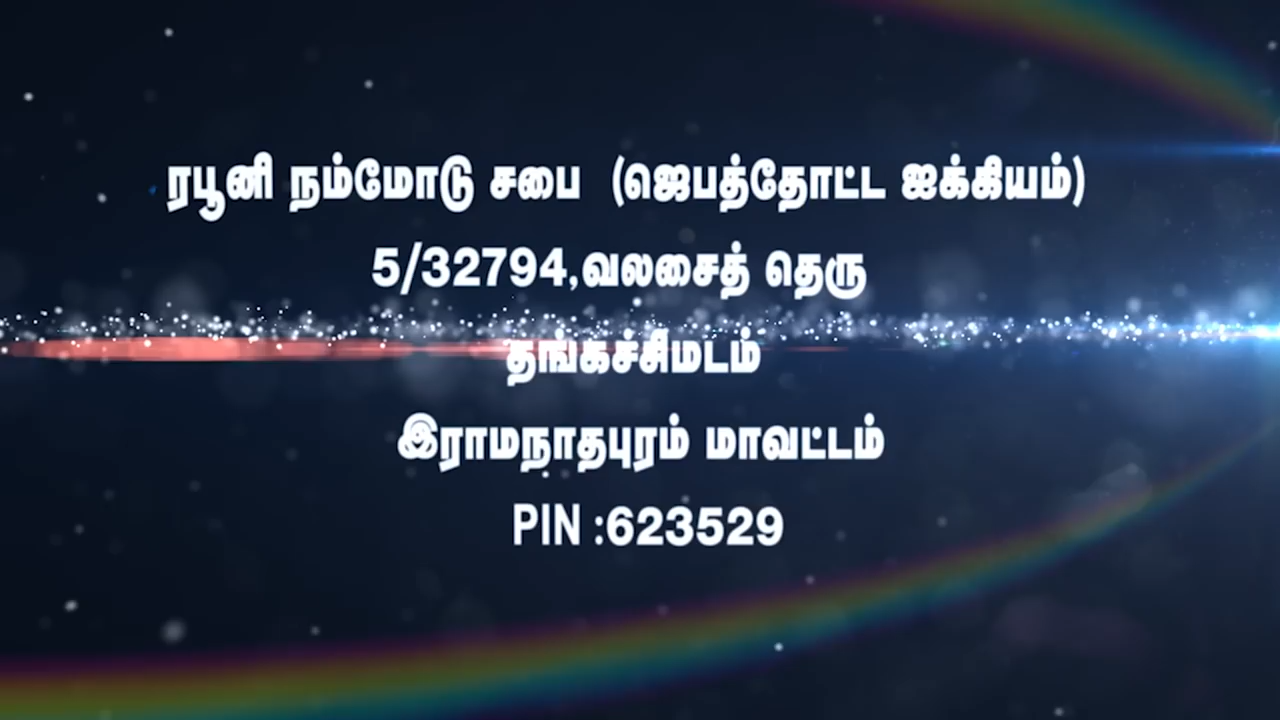 ரபூனி நம்மோடு சபை (ஜெபத்தோட்ட ஐக்கியம்)
5/32794,வலசைத் தெரு
தங்கச்சிமடம்
இராமநாதபுரம் மாவட்டம்
PIN :623529